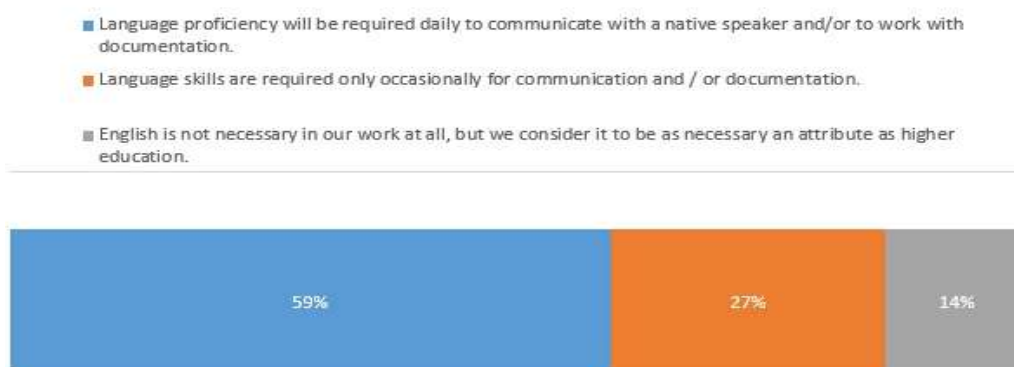 Language proficiency will be required daily to communicate with a native speaker and/or to work with
documentation.
Language skills are required only occasionally for communication and / or documentation.
English is not necessary in our work at all, but we consider it to be as necessary an attribute as higher
education.
59%
27%
14%